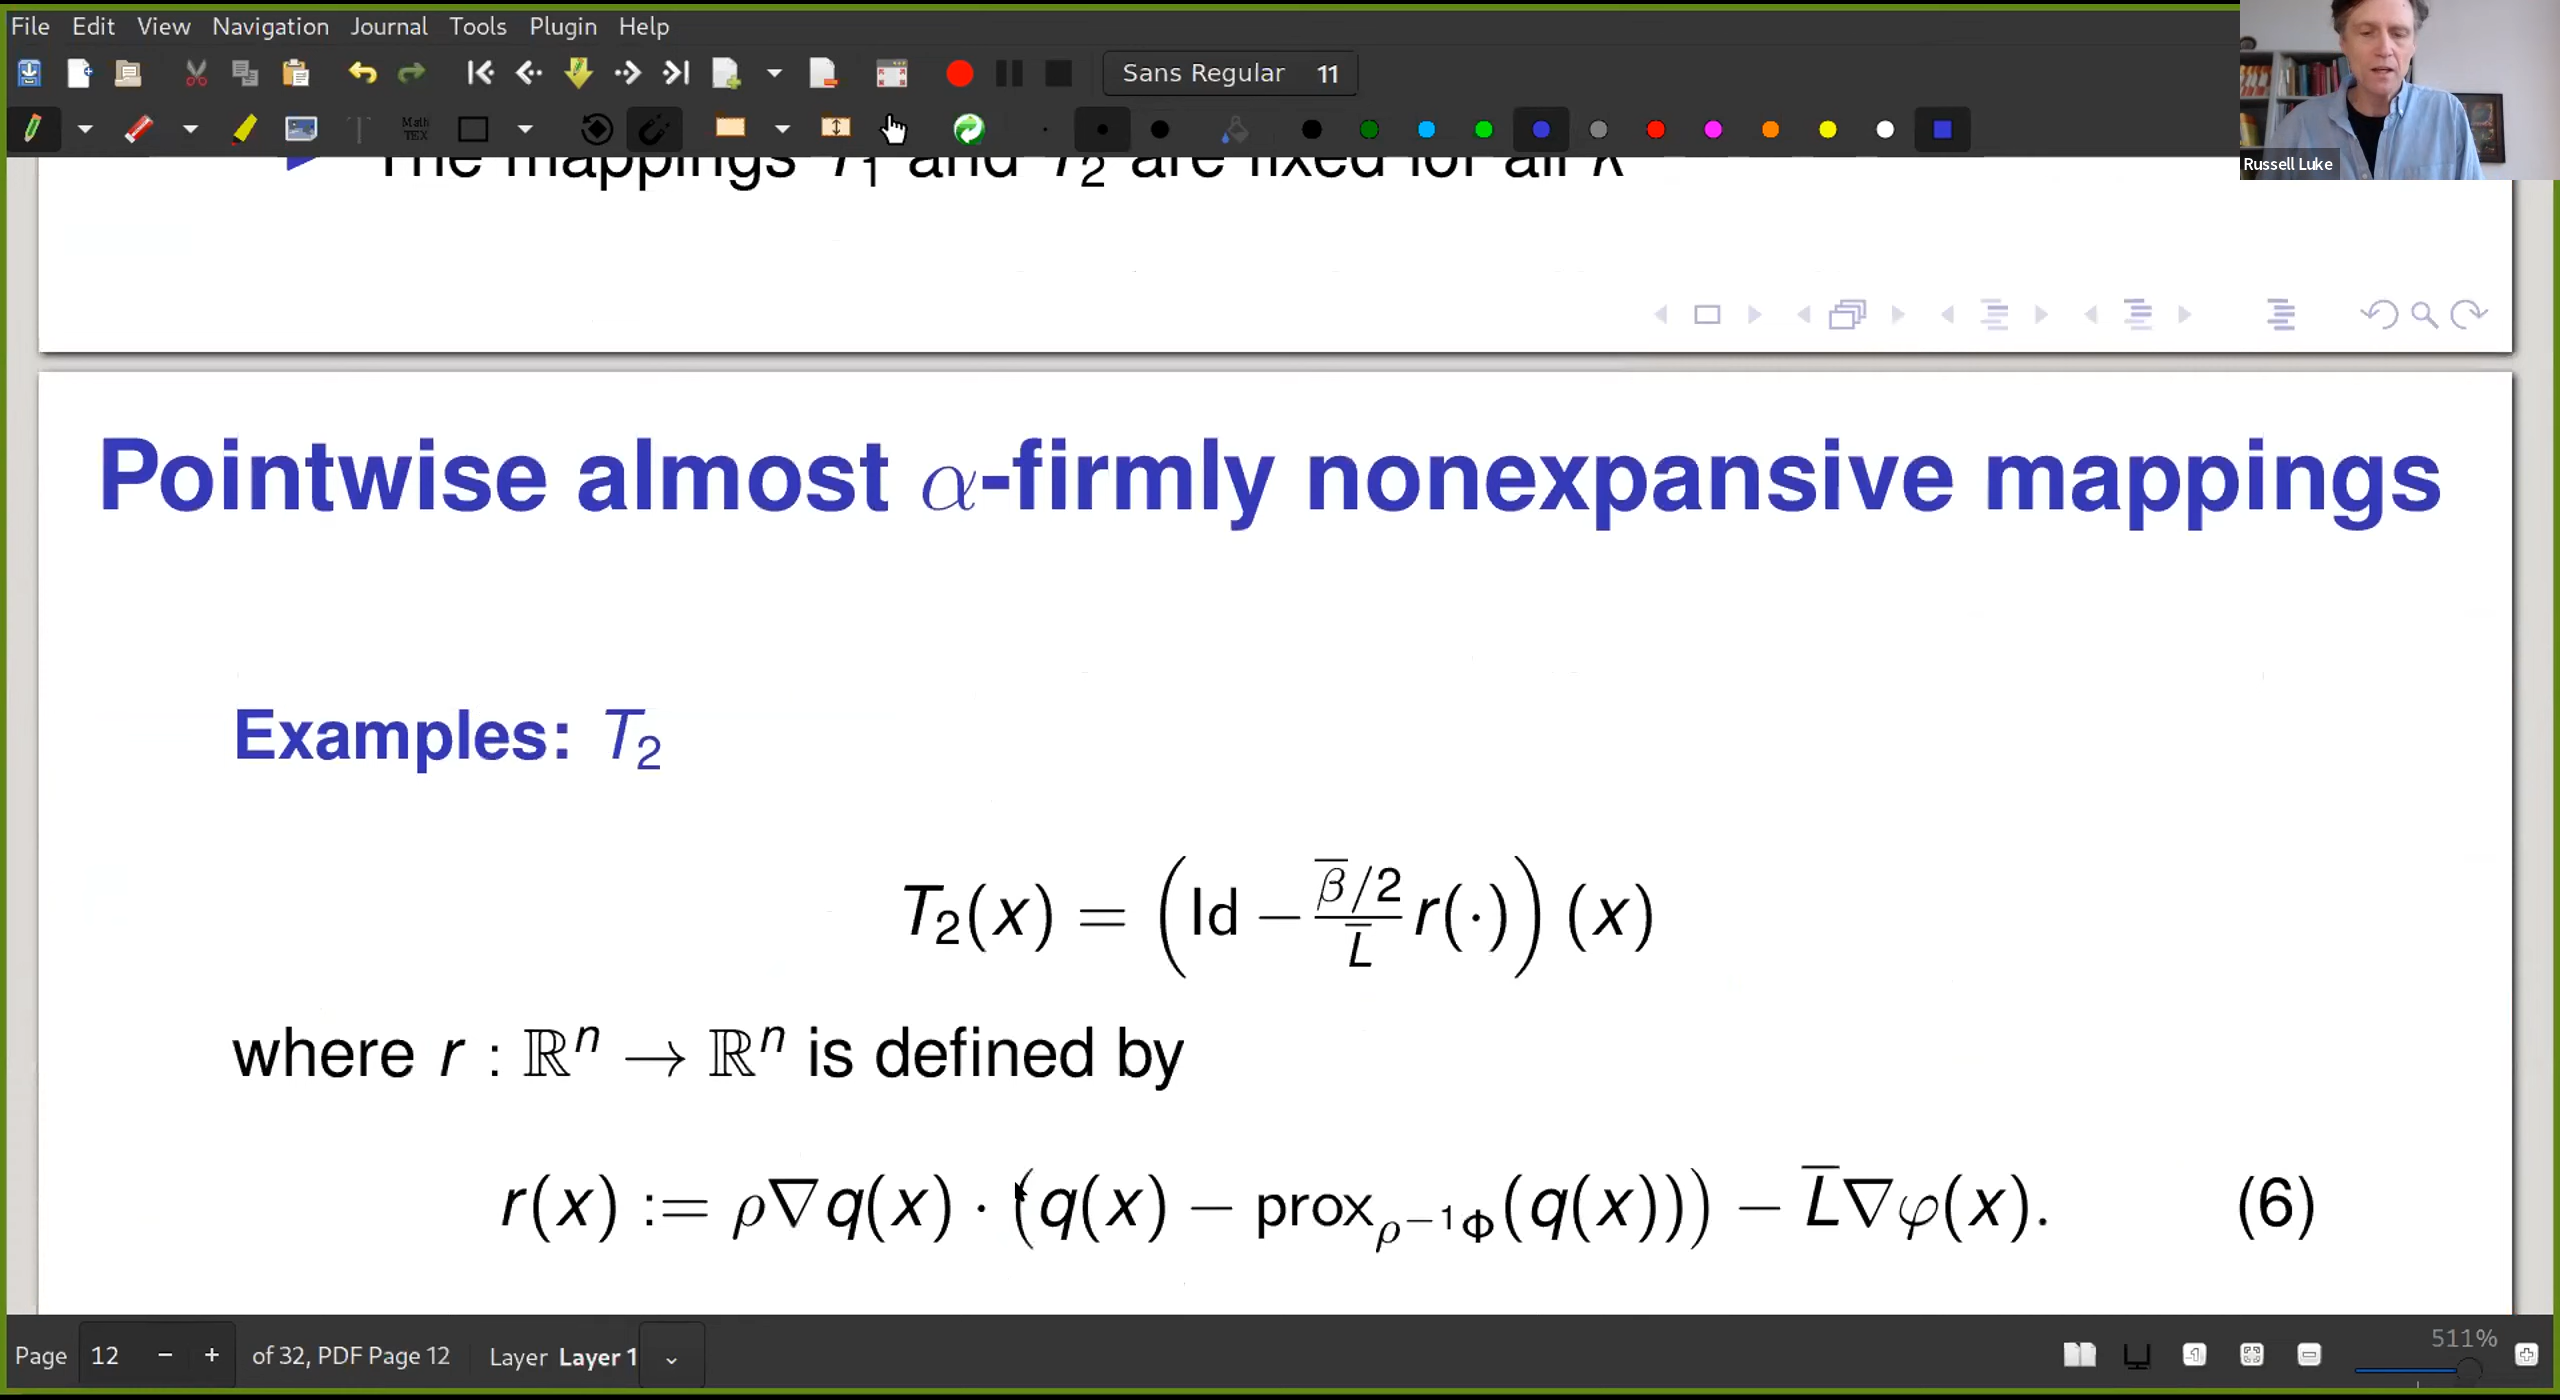 File Edit View Navigation Journal Tools Plugin Help
Sans Regular 11
Math TEX
Russell Luke
The mappings T₁ and T₂ are fixed for all
Pointwise almost α-firmly nonexpansive mappings
Examples: T₂
T₂(x) = (Id − (β̅/2)/L̅ r(·)) (x)
where r : ℝⁿ → ℝⁿ is defined by
r(x) := ρ∇q(x) · (q(x) − prox_{ρ⁻¹Φ}(q(x))) − L̅∇φ(x). (6)
Page 12 − + of 32, PDF Page 12 Layer Layer 1 511%